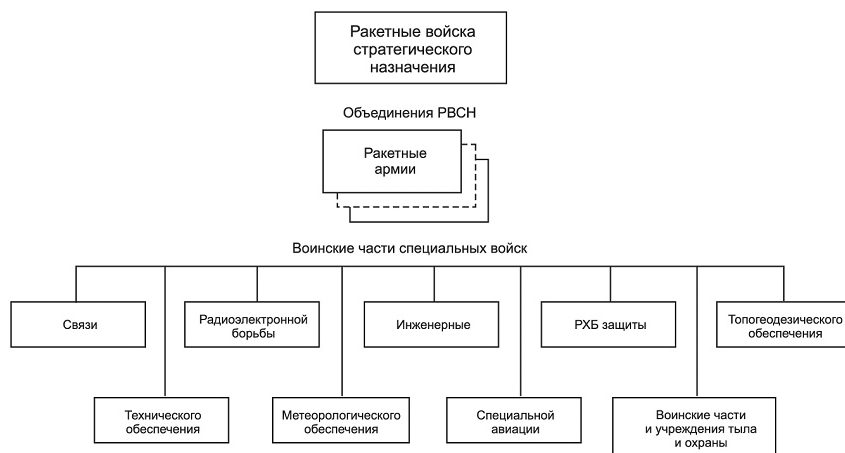 Ракетные войска
стратегического
назначения
Объединения РВСН
Ракетные
армии
Воинские части специальных войск
Связи
Радиоэлектронной
борьбы
Инженерные
РХБ защиты
Топогеодезического
обеспечения
Технического
обеспечения
Метеорологического
обеспечения
Специальной
авиации
Воинские части
и учреждения тыла
и охраны